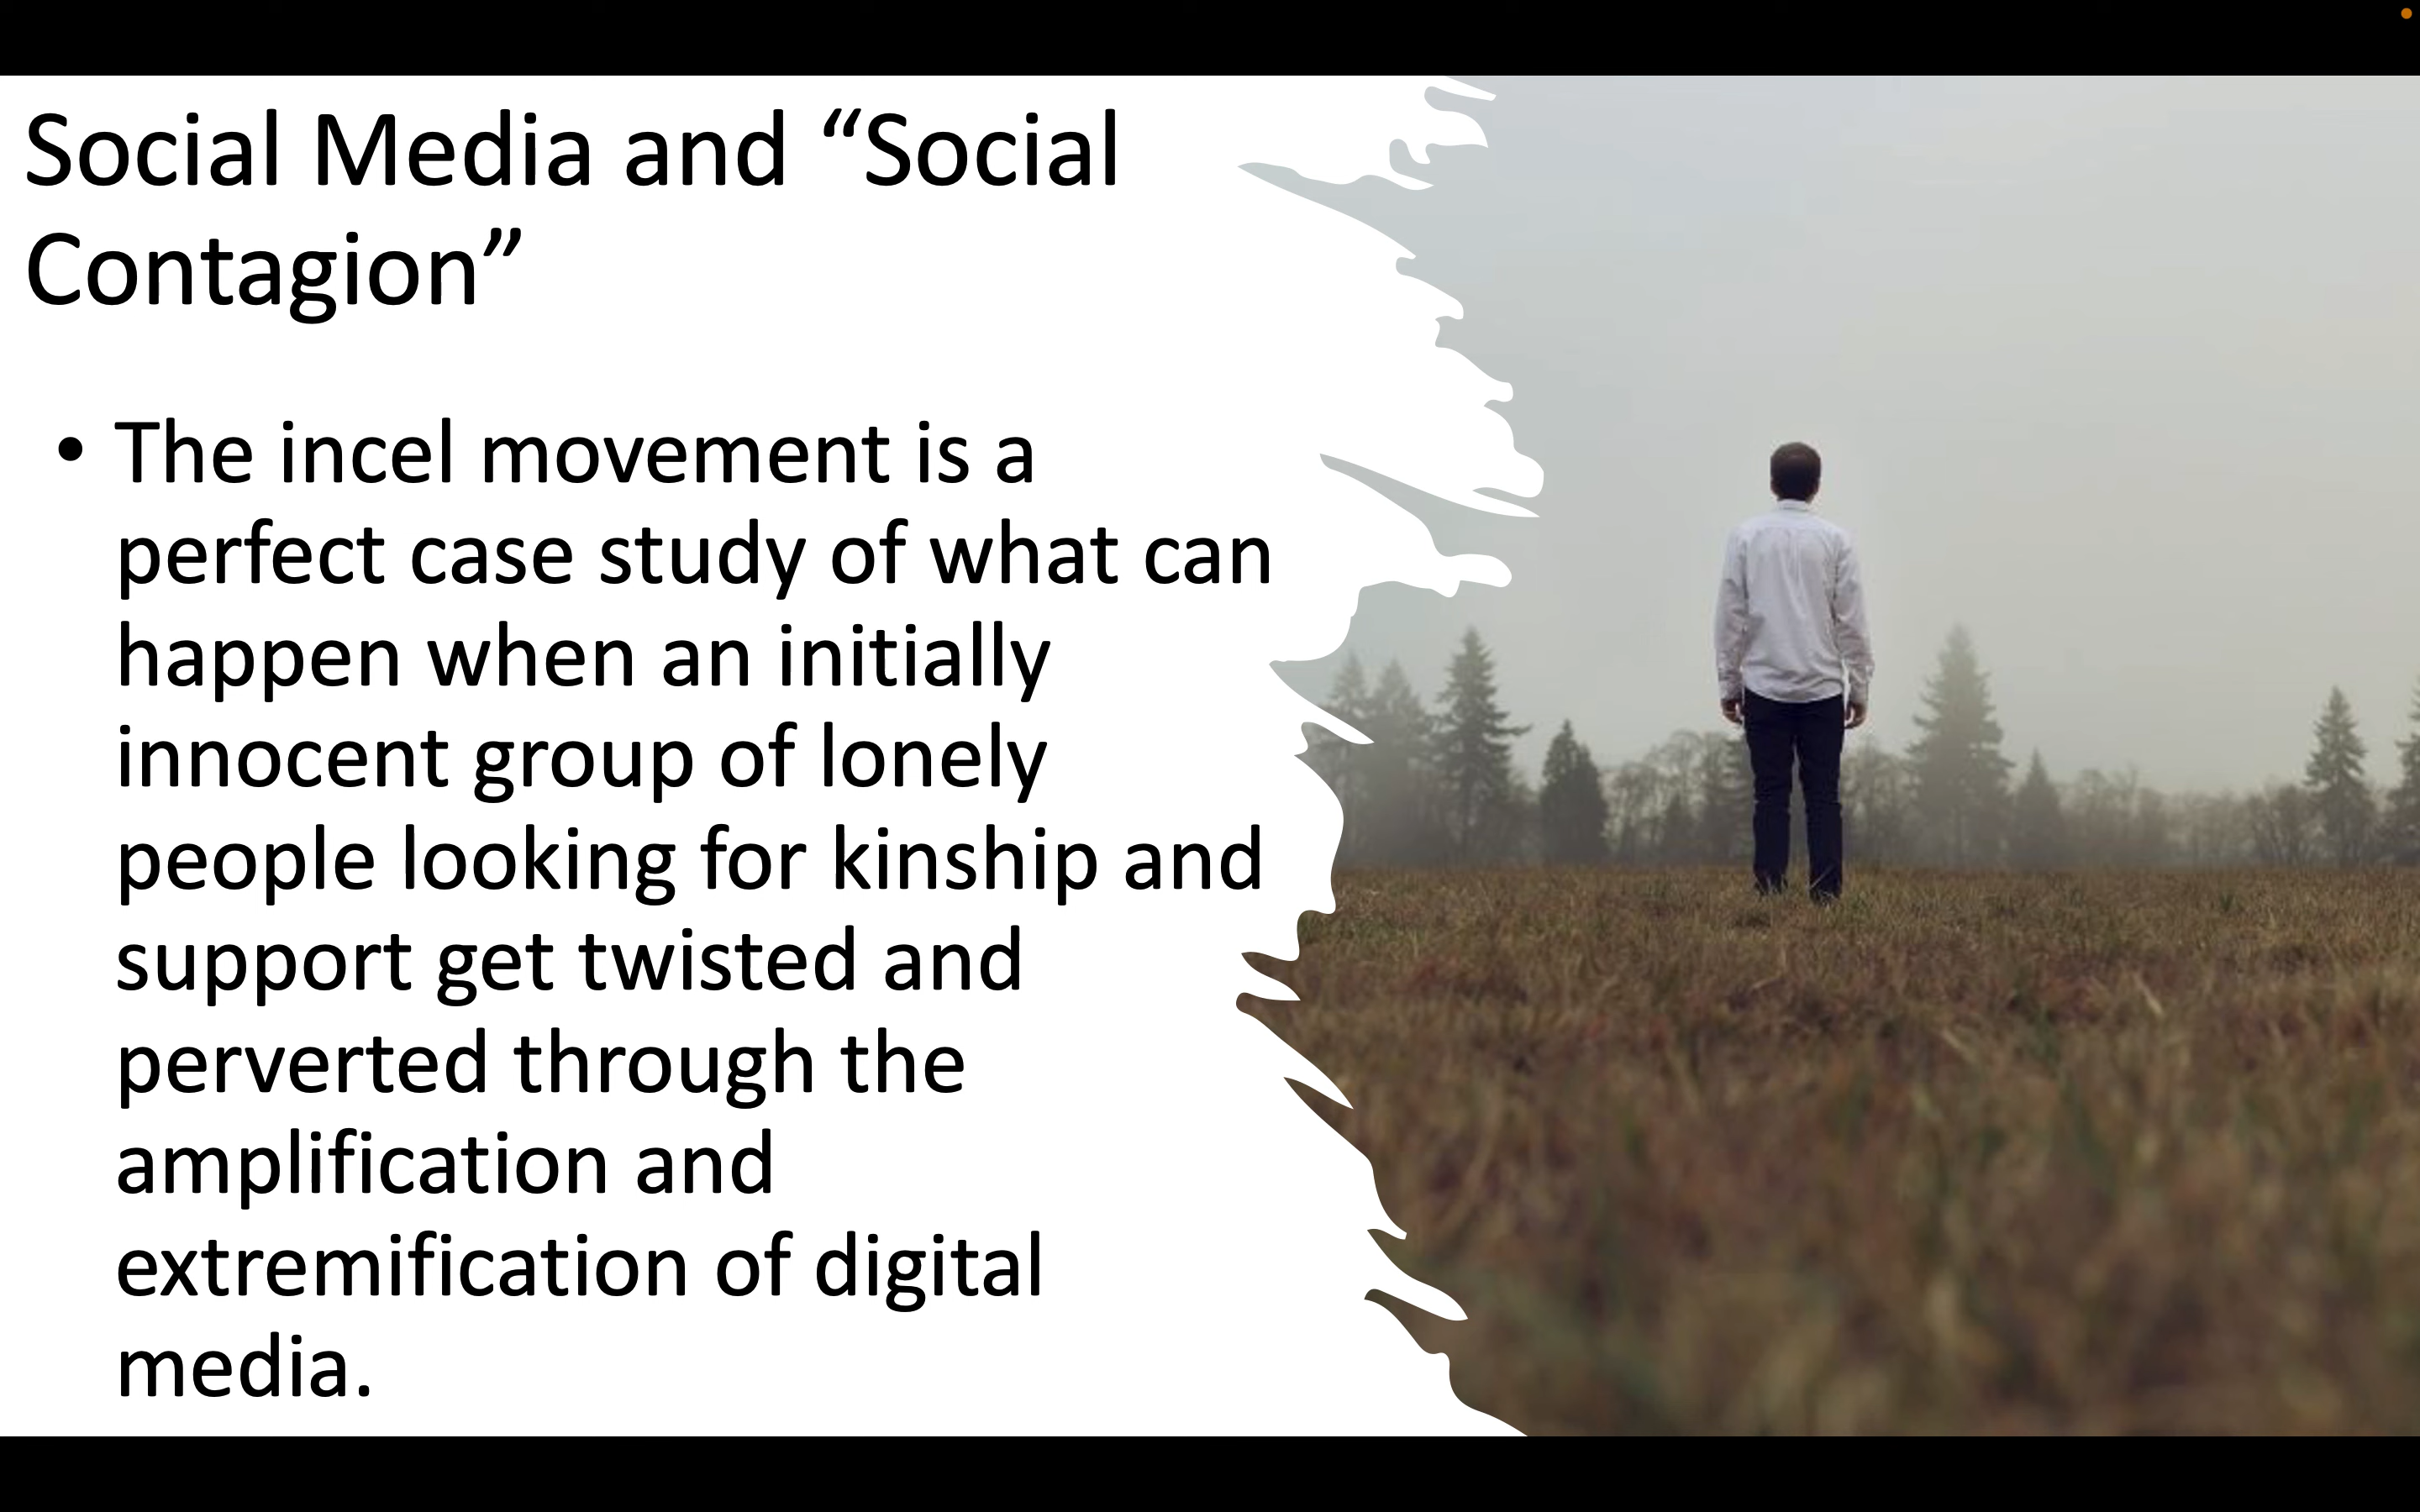 Social Media and “Social
Contagion”
• The incel movement is a
perfect case study of what can
happen when an initially
innocent group of lonely
people looking for kinship and
support get twisted and
perverted through the
amplification and
extremification of digital
media.